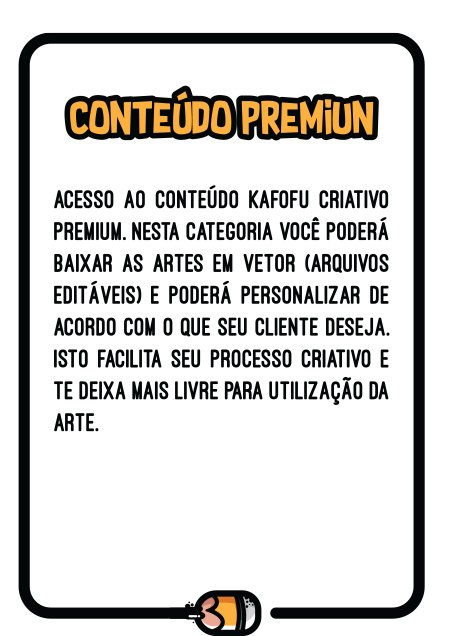 CONTEÚDO PREMIUN
ACESSO AO CONTEÚDO KAFOFU CRIATIVO
PREMIUM. NESTA CATEGORIA VOCÊ PODERÁ
BAIXAR AS ARTES EM VETOR (ARQUIVOS
EDITÁVEIS) E PODERÁ PERSONALIZAR DE
ACORDO COM O QUE SEU CLIENTE DESEJA.
ISTO FACILITA SEU PROCESSO CRIATIVO E
TE DEIXA MAIS LIVRE PARA UTILIZAÇÃO DA
ARTE.